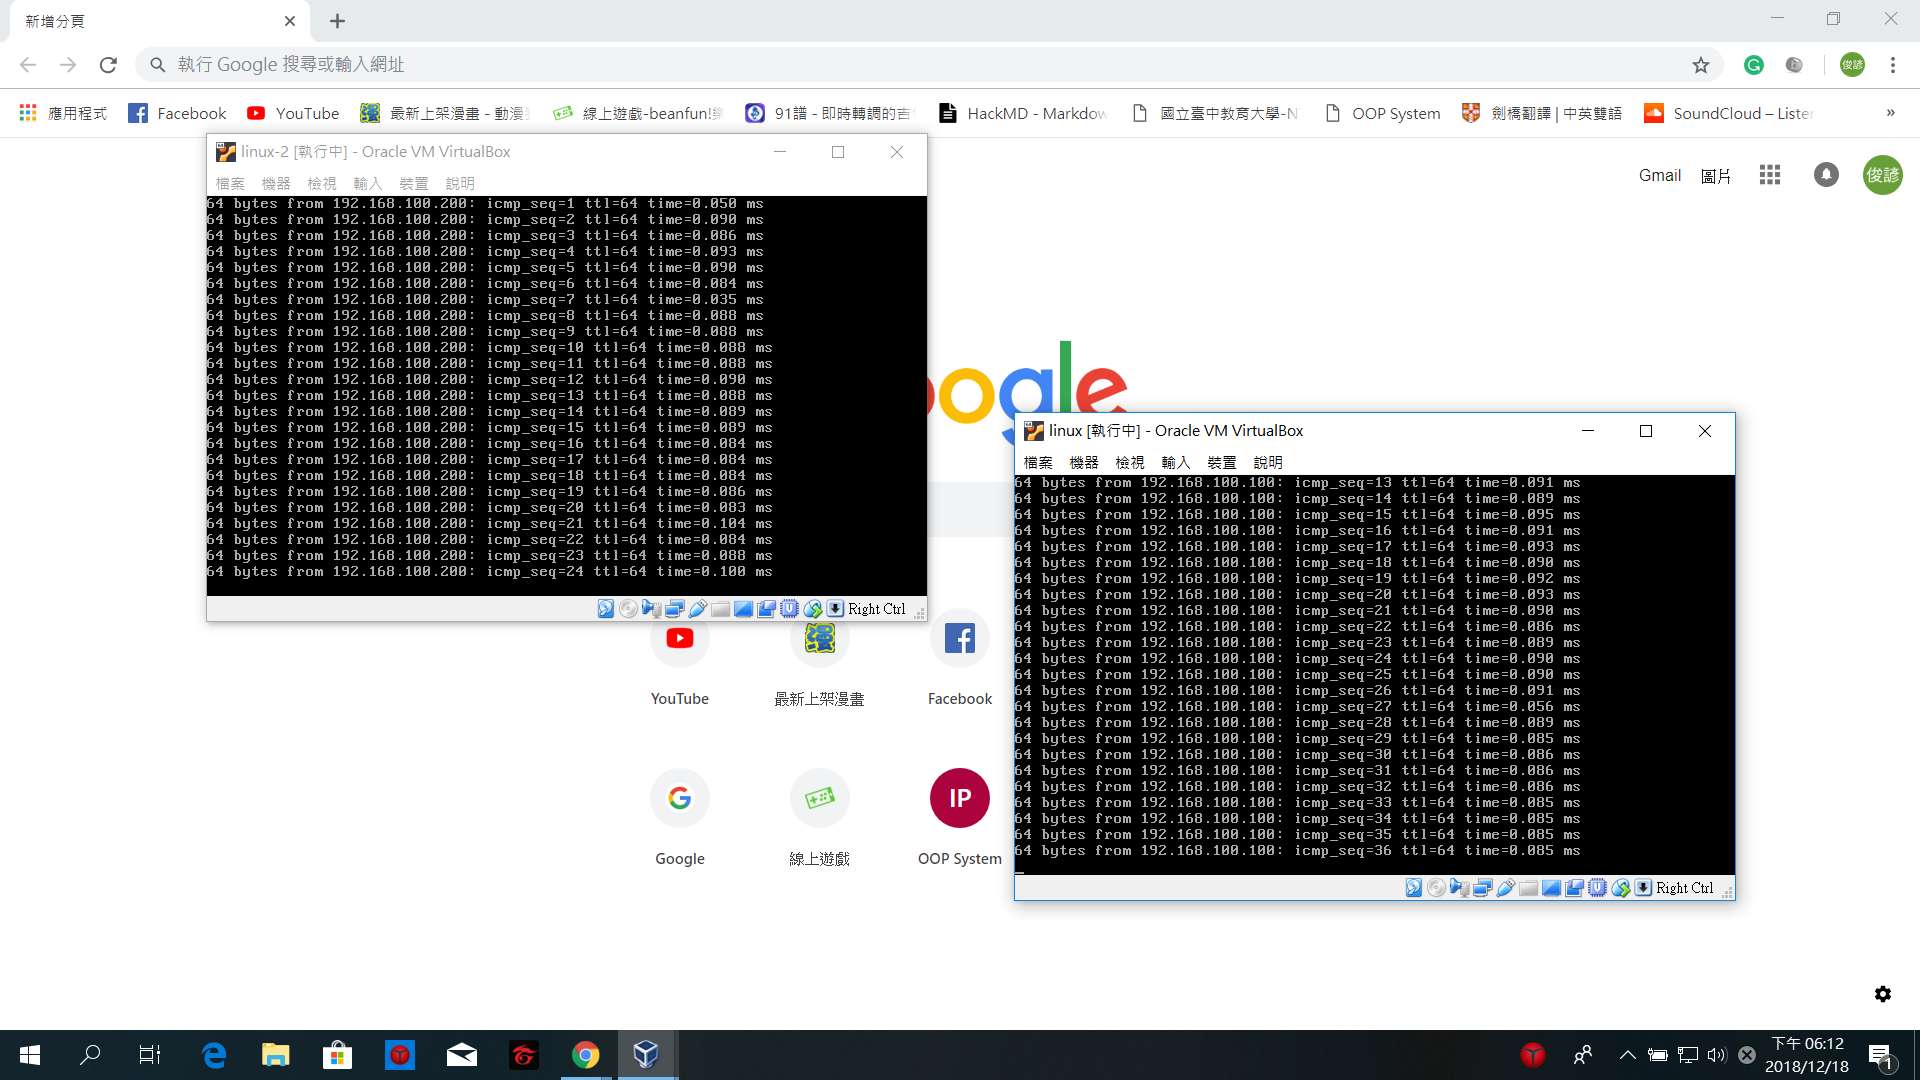 新增分頁
執行 Google 搜尋或輸入網址
俊諺
應用程式
Facebook
YouTube
最新上架漫畫 - 動漫
線上遊戲-beanfun!
91譜 - 即時轉調的吉
HackMD - Markdow
國立臺中教育大學-N
OOP System
劍橋翻譯 | 中英雙語
SoundCloud – Listen
»
Gmail
圖片
俊諺
linux-2 [執行中] - Oracle VM VirtualBox
檔案 機器 檢視 輸入 裝置 說明
64 bytes from 192.168.100.200: icmp_seq=1 ttl=64 time=0.050 ms
64 bytes from 192.168.100.200: icmp_seq=2 ttl=64 time=0.090 ms
64 bytes from 192.168.100.200: icmp_seq=3 ttl=64 time=0.086 ms
64 bytes from 192.168.100.200: icmp_seq=4 ttl=64 time=0.093 ms
64 bytes from 192.168.100.200: icmp_seq=5 ttl=64 time=0.090 ms
64 bytes from 192.168.100.200: icmp_seq=6 ttl=64 time=0.084 ms
64 bytes from 192.168.100.200: icmp_seq=7 ttl=64 time=0.035 ms
64 bytes from 192.168.100.200: icmp_seq=8 ttl=64 time=0.088 ms
64 bytes from 192.168.100.200: icmp_seq=9 ttl=64 time=0.088 ms
64 bytes from 192.168.100.200: icmp_seq=10 ttl=64 time=0.088 ms
64 bytes from 192.168.100.200: icmp_seq=11 ttl=64 time=0.088 ms
64 bytes from 192.168.100.200: icmp_seq=12 ttl=64 time=0.090 ms
64 bytes from 192.168.100.200: icmp_seq=13 ttl=64 time=0.088 ms
64 bytes from 192.168.100.200: icmp_seq=14 ttl=64 time=0.089 ms
64 bytes from 192.168.100.200: icmp_seq=15 ttl=64 time=0.089 ms
64 bytes from 192.168.100.200: icmp_seq=16 ttl=64 time=0.084 ms
64 bytes from 192.168.100.200: icmp_seq=17 ttl=64 time=0.084 ms
64 bytes from 192.168.100.200: icmp_seq=18 ttl=64 time=0.084 ms
64 bytes from 192.168.100.200: icmp_seq=19 ttl=64 time=0.086 ms
64 bytes from 192.168.100.200: icmp_seq=20 ttl=64 time=0.083 ms
64 bytes from 192.168.100.200: icmp_seq=21 ttl=64 time=0.104 ms
64 bytes from 192.168.100.200: icmp_seq=22 ttl=64 time=0.084 ms
64 bytes from 192.168.100.200: icmp_seq=23 ttl=64 time=0.088 ms
64 bytes from 192.168.100.200: icmp_seq=24 ttl=64 time=0.100 ms
Right Ctrl
ogle
linux [執行中] - Oracle VM VirtualBox
檔案 機器 檢視 輸入 裝置 說明
64 bytes from 192.168.100.100: icmp_seq=13 ttl=64 time=0.091 ms
64 bytes from 192.168.100.100: icmp_seq=14 ttl=64 time=0.089 ms
64 bytes from 192.168.100.100: icmp_seq=15 ttl=64 time=0.095 ms
64 bytes from 192.168.100.100: icmp_seq=16 ttl=64 time=0.091 ms
64 bytes from 192.168.100.100: icmp_seq=17 ttl=64 time=0.093 ms
64 bytes from 192.168.100.100: icmp_seq=18 ttl=64 time=0.090 ms
64 bytes from 192.168.100.100: icmp_seq=19 ttl=64 time=0.092 ms
64 bytes from 192.168.100.100: icmp_seq=20 ttl=64 time=0.093 ms
64 bytes from 192.168.100.100: icmp_seq=21 ttl=64 time=0.090 ms
64 bytes from 192.168.100.100: icmp_seq=22 ttl=64 time=0.086 ms
64 bytes from 192.168.100.100: icmp_seq=23 ttl=64 time=0.089 ms
64 bytes from 192.168.100.100: icmp_seq=24 ttl=64 time=0.090 ms
64 bytes from 192.168.100.100: icmp_seq=25 ttl=64 time=0.090 ms
64 bytes from 192.168.100.100: icmp_seq=26 ttl=64 time=0.091 ms
64 bytes from 192.168.100.100: icmp_seq=27 ttl=64 time=0.056 ms
64 bytes from 192.168.100.100: icmp_seq=28 ttl=64 time=0.089 ms
64 bytes from 192.168.100.100: icmp_seq=29 ttl=64 time=0.085 ms
64 bytes from 192.168.100.100: icmp_seq=30 ttl=64 time=0.086 ms
64 bytes from 192.168.100.100: icmp_seq=31 ttl=64 time=0.086 ms
64 bytes from 192.168.100.100: icmp_seq=32 ttl=64 time=0.086 ms
64 bytes from 192.168.100.100: icmp_seq=33 ttl=64 time=0.085 ms
64 bytes from 192.168.100.100: icmp_seq=34 ttl=64 time=0.085 ms
64 bytes from 192.168.100.100: icmp_seq=35 ttl=64 time=0.085 ms
64 bytes from 192.168.100.100: icmp_seq=36 ttl=64 time=0.085 ms
Right Ctrl
漫
YouTube
最新上架漫畫
Facebook
IP
Google
線上遊戲
OOP System
下午 06:12
2018/12/18
1